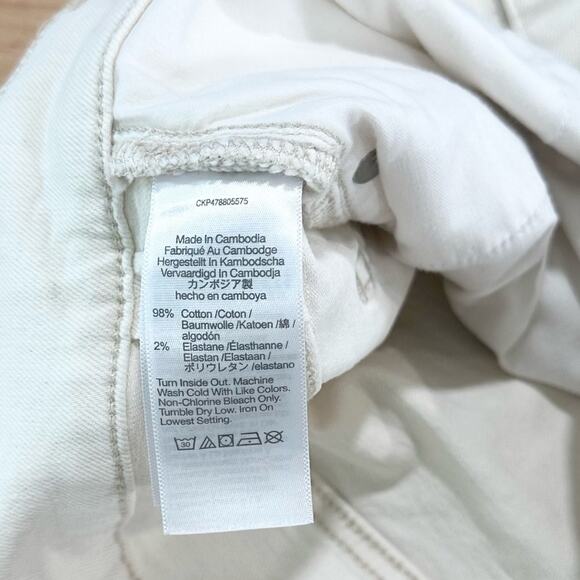 CKP478805575
Made In Cambodia
Fabriqué Au Cambodge
Hergestellt In Kambodscha
Vervaardigd In Cambodja
カンボジア製
hecho en camboya
98% Cotton /Coton/
Baumwolle /Katoen /綿 /
algodón
2% Elastane /Élasthanne/
Elastan /Elastaan/
ポリウレタン /elastano
Turn Inside Out. Machine
Wash Cold With Like Colors.
Non-Chlorine Bleach Only.
Tumble Dry Low. Iron On
Lowest Setting.
30